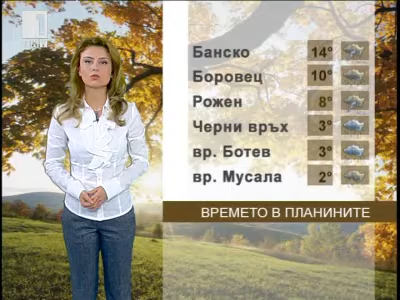 Банско 14°
Боровец 10°
Рожен 8°
Черни връх 3°
вр. Ботев 3°
вр. Мусала 2°
ВРЕМЕТО В ПЛАНИНИТЕ